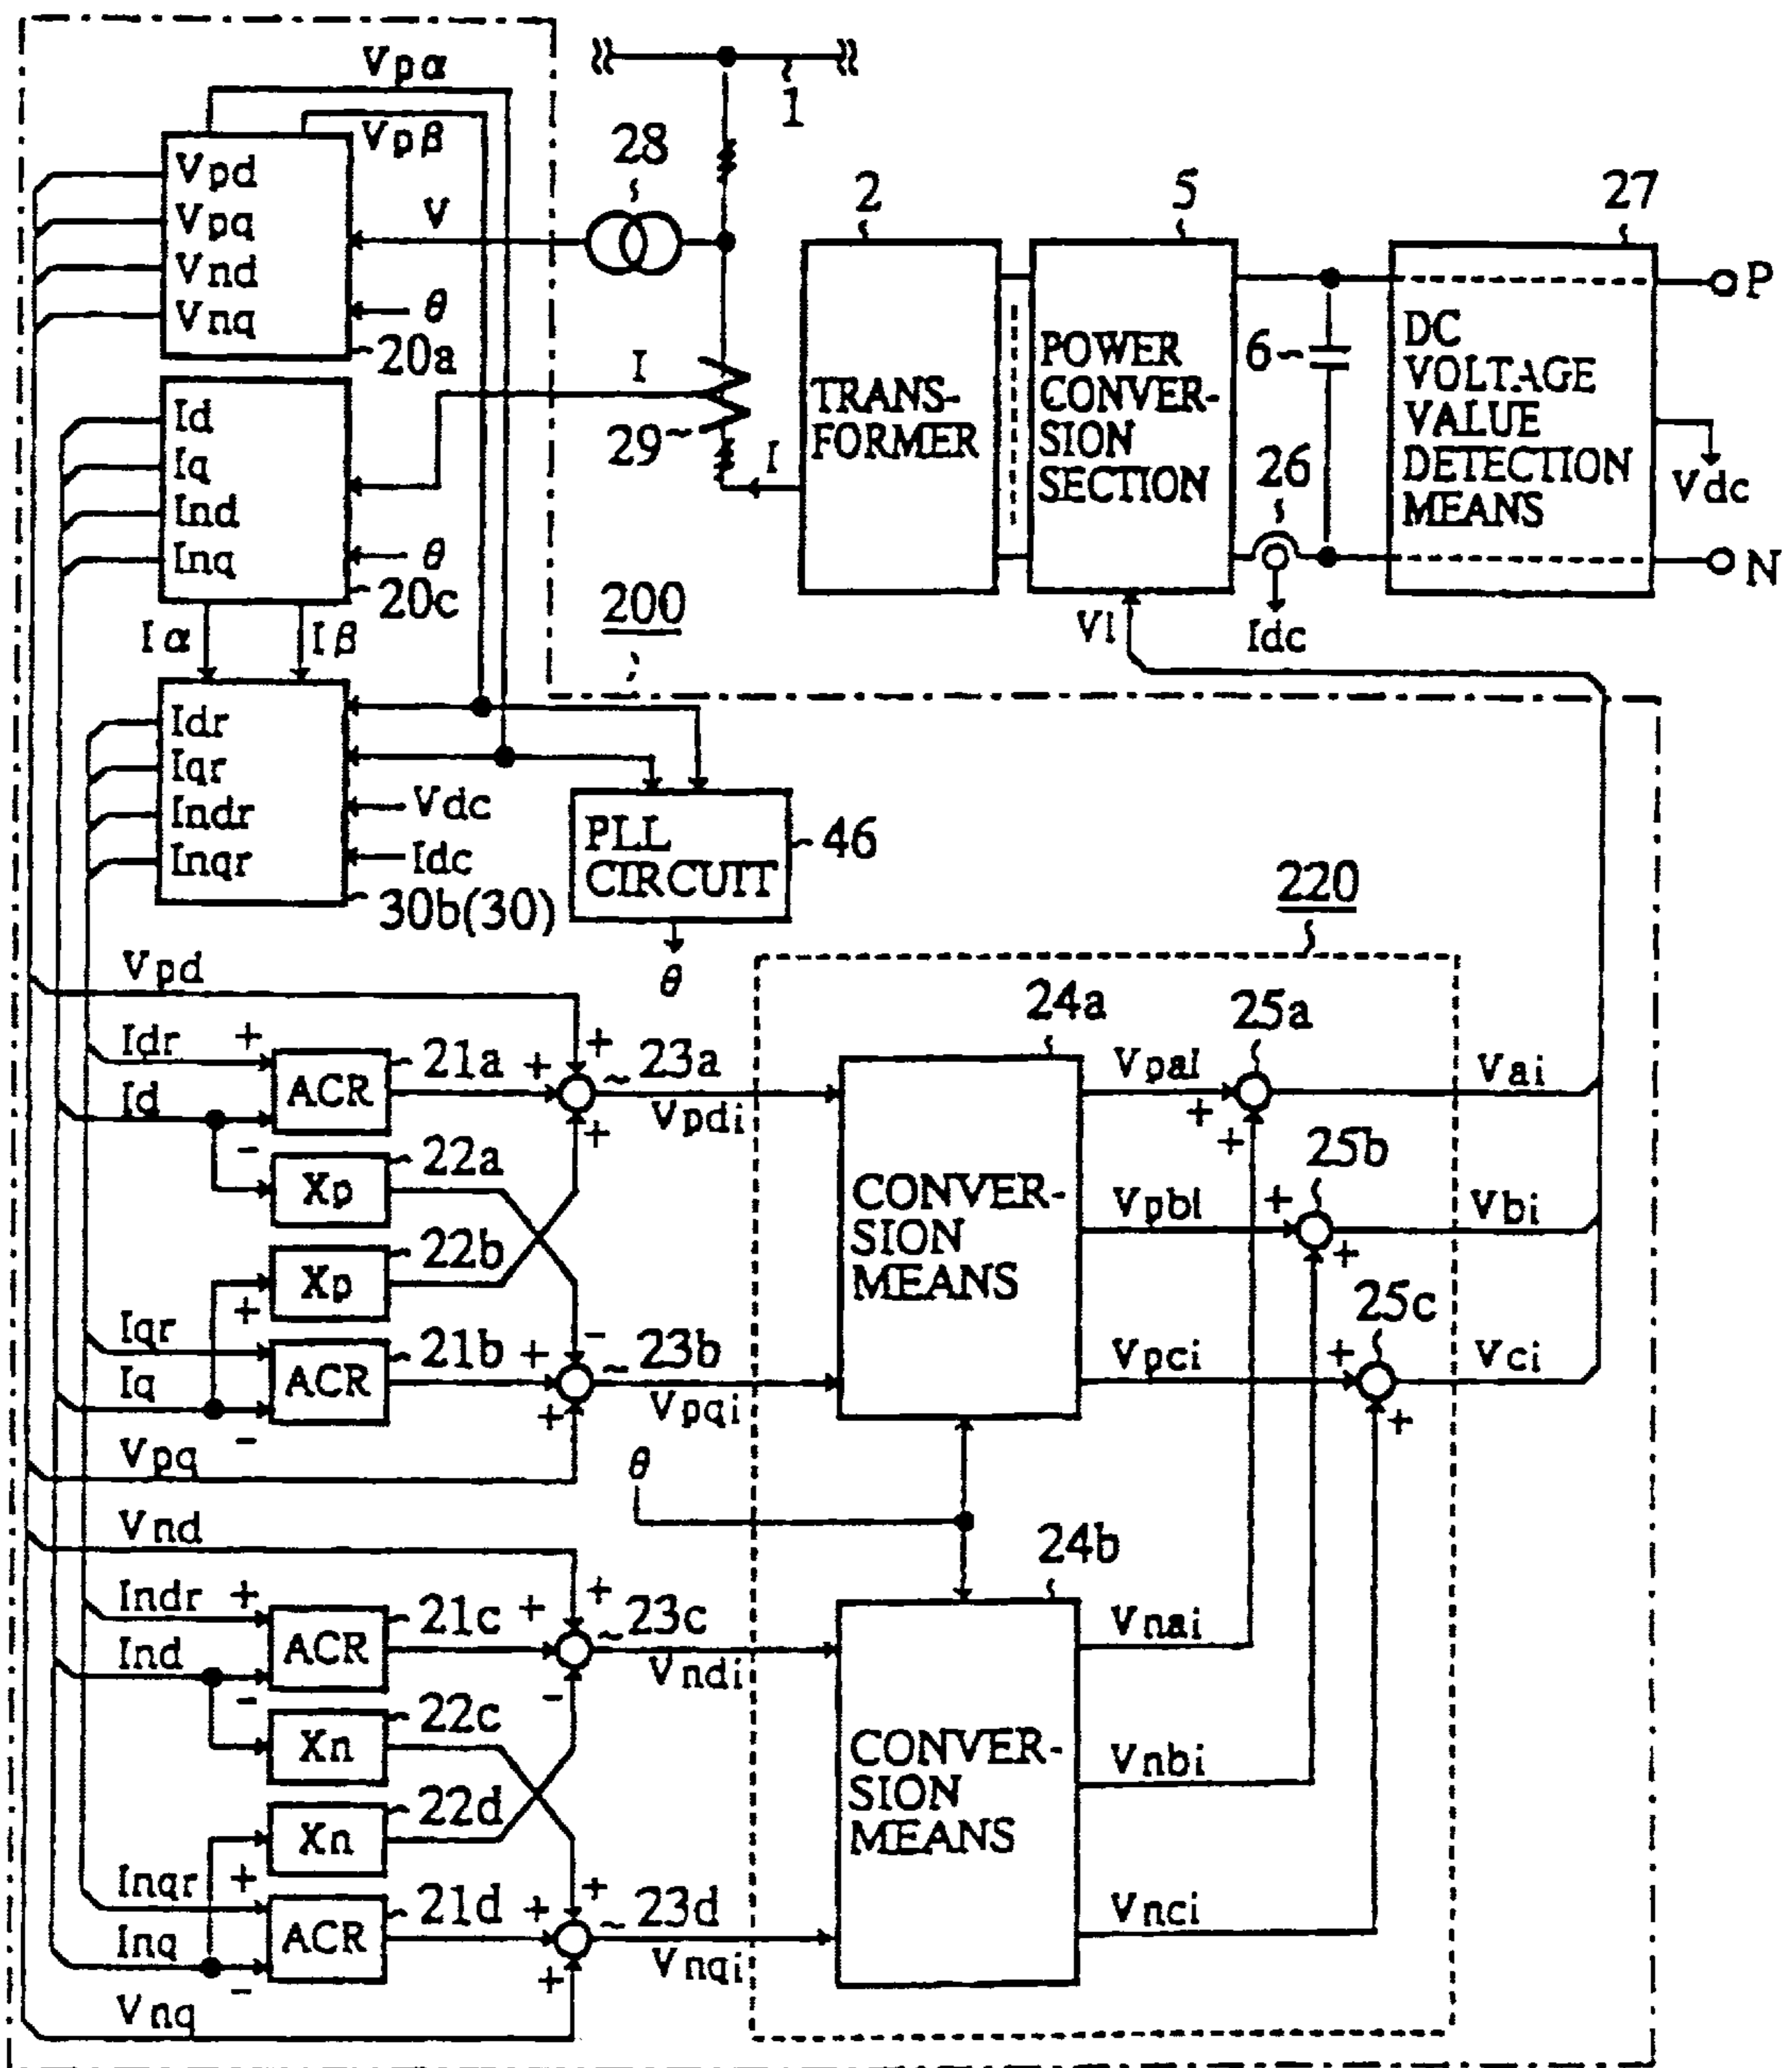 Vpα
Vpβ
1
28
2
5
27
Vpd
Vpq
Vnd
Vnq
V
θ
20a
P
I
29
I
TRANS-
FORMER
POWER
CONVER-
SION
SECTION
6
26
DC
VOLTAGE
VALUE
DETECTION
MEANS
Vdc
N
Id
Iq
Ind
Inq
θ
20c
Iα
Iβ
200
VI
Idc
Idr
Iqr
Indr
Inqr
Vdc
Idc
30b(30)
PLL
CIRCUIT
46
θ
220
Vpd
Idr
+
Id
-
ACR
21a
+
+
23a
Vpdi
+
Xp
22a
Xp
22b
Iqr
+
Iq
-
ACR
21b
+
-
23b
Vpqi
+
Vpq
θ
24a
CONVER-
SION
MEANS
VpaI
+
+
25a
Vai
VpbI
+
+
25b
Vbi
Vpci
+
+
25c
Vci
Vnd
Indr
+
Ind
-
ACR
21c
+
+
23c
Vndi
-
Xn
22c
Xn
22d
Inqr
+
Inq
-
ACR
21d
+
+
23d
Vnqi
+
Vnq
24b
CONVER-
SION
MEANS
Vnai
Vnbi
Vnci